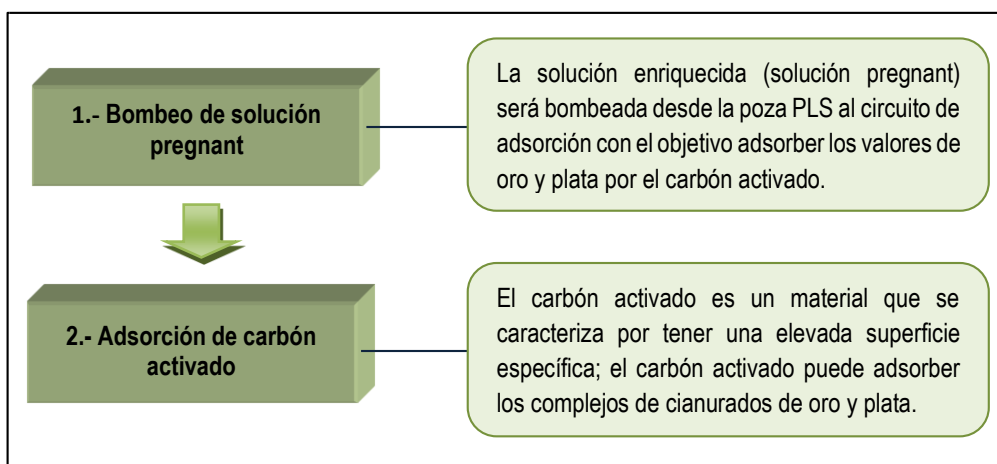 1.- Bombeo de solución
pregnant
La solución enriquecida (solución pregnant)
será bombeada desde la poza PLS al circuito de
adsorción con el objetivo adsorber los valores de
oro y plata por el carbón activado.
2.- Adsorción de carbón
activado
El carbón activado es un material que se
caracteriza por tener una elevada superficie
específica; el carbón activado puede adsorber
los complejos de cianurados de oro y plata.